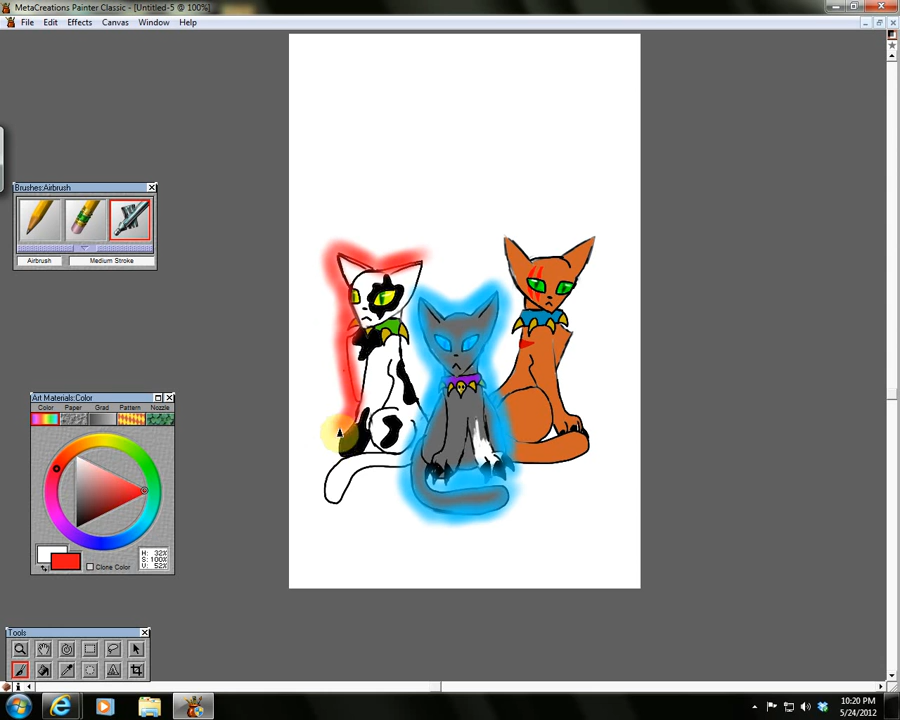 MetaCreations Painter Classic - [Untitled-5 @ 100%]
File Edit Effects Canvas Window Help
Brushes:Airbrush
Airbrush Medium Stroke
Art Materials:Color
Color Paper Grad Pattern Nozzle
H: 32%
S: 100%
V: 52%
Clone Color
Tools
10:20 PM
5/24/2012